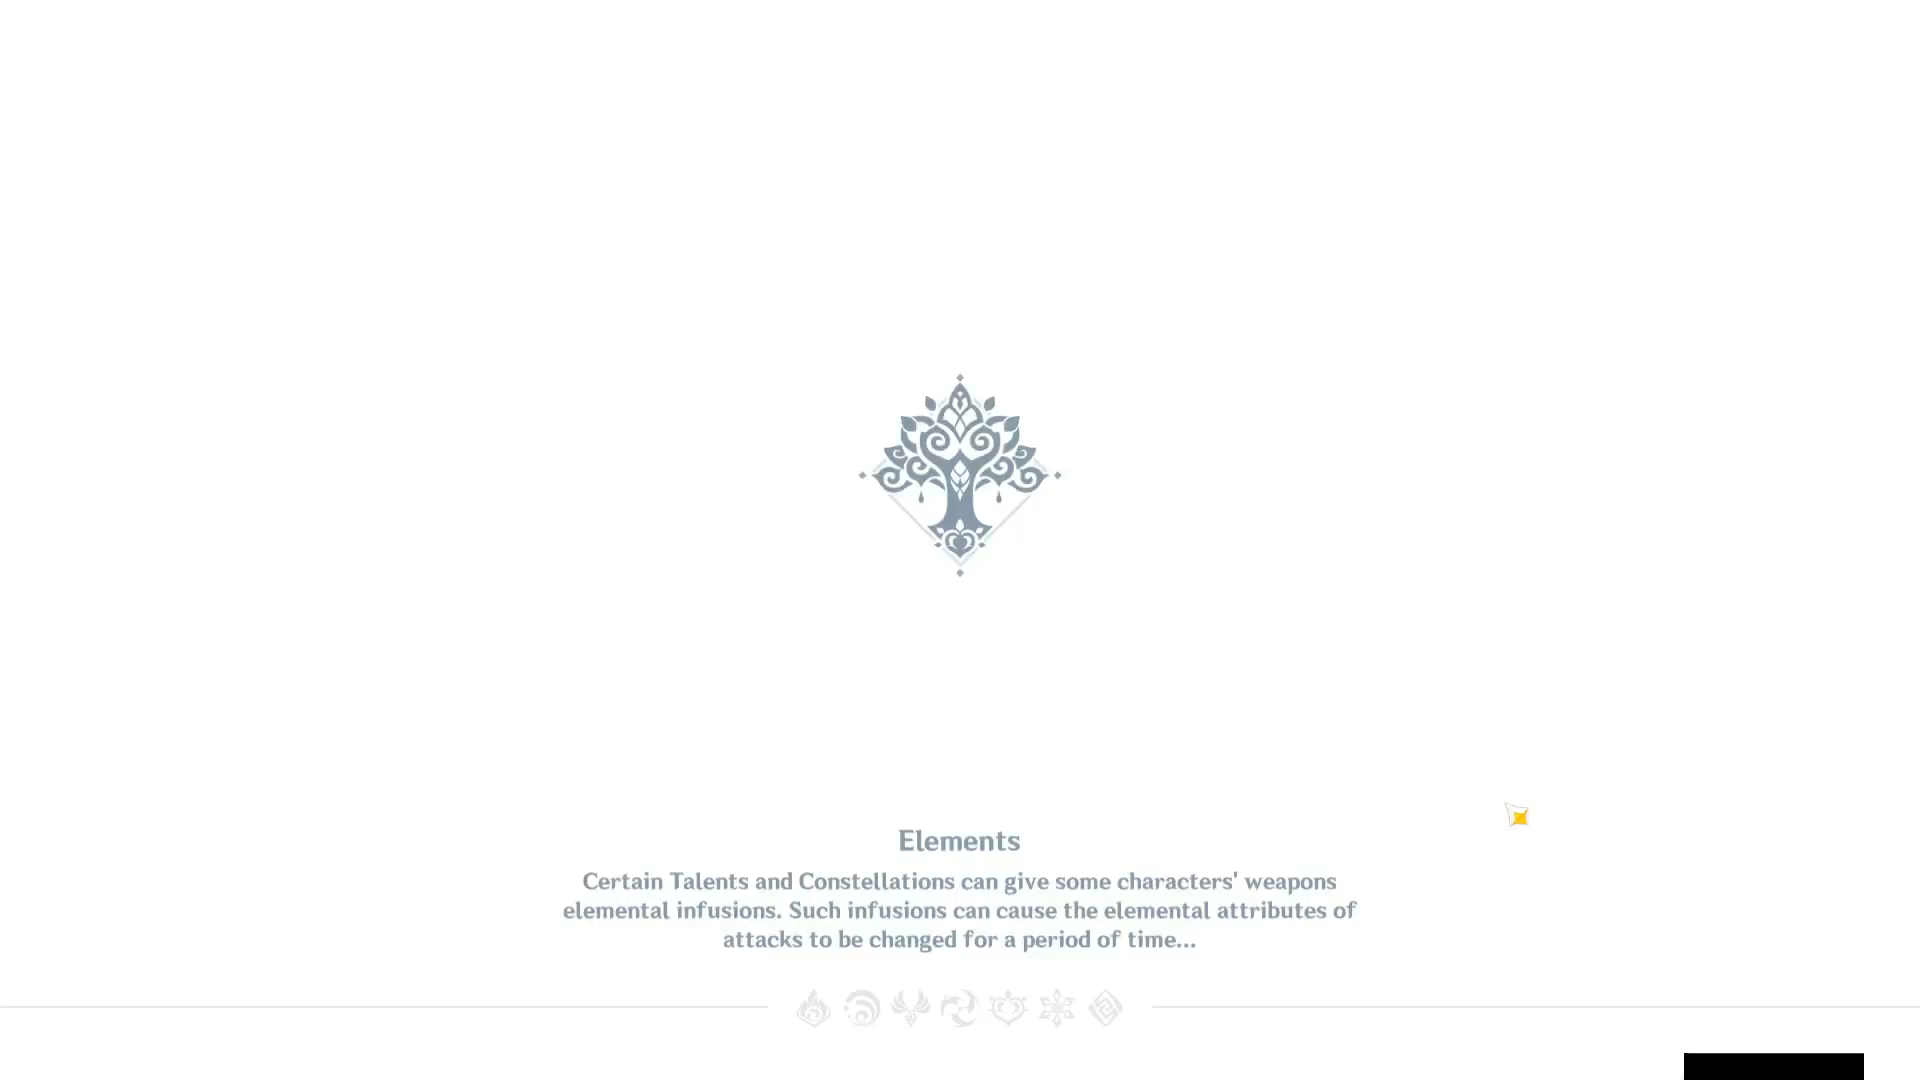 Elements
Certain Talents and Constellations can give some characters' weapons
elemental infusions. Such infusions can cause the elemental attributes of
attacks to be changed for a period of time...